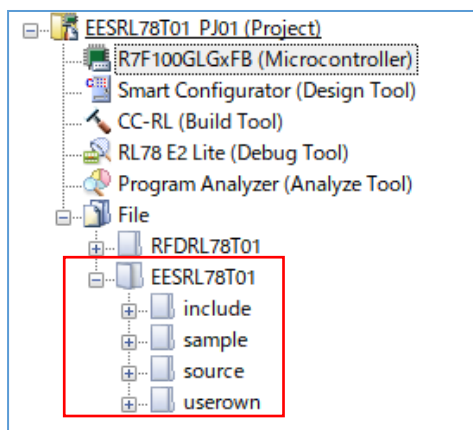 EESRL78T01_PJ01 (Project)
R7F100GLGxFB (Microcontroller)
Smart Configurator (Design Tool)
CC-RL (Build Tool)
RL78 E2 Lite (Debug Tool)
Program Analyzer (Analyze Tool)
File
RFDRL78T01
EESRL78T01
include
sample
source
userown